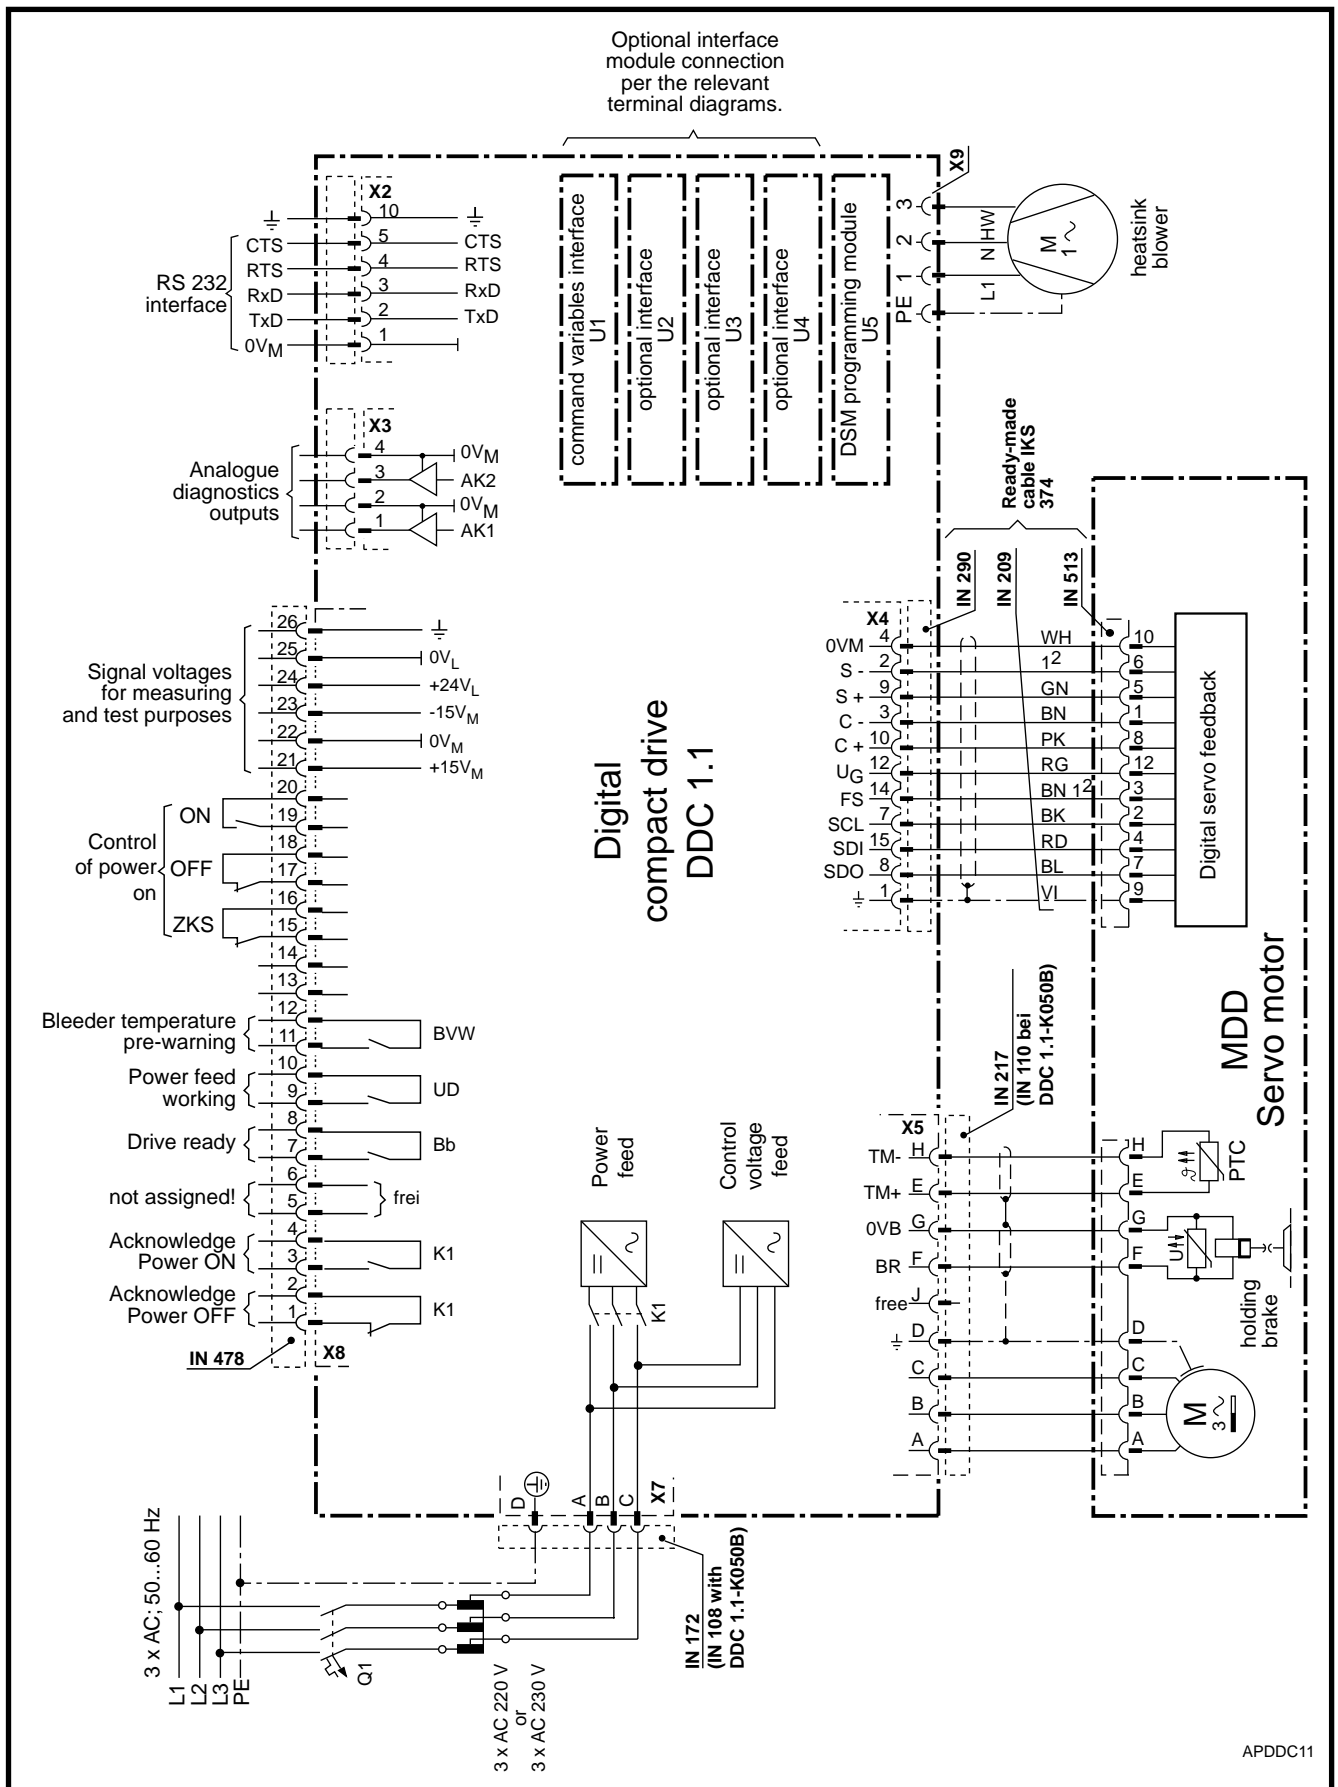 Optional interface
module connection
per the relevant
terminal diagrams.
X2
10
CTS 5 CTS
RTS 4 RTS
RxD 3 RxD
TxD 2 TxD
0VM 1
RS 232
interface
command variables interface
U1
optional interface
U2
optional interface
U3
optional interface
U4
DSM programming module
U5
X9
3
2
1
PE
HW
N
L1
M
1
heatsink
blower
X3
4 0VM
3 AK2
2 0VM
1 AK1
Analogue
diagnostics
outputs
Ready-made
cable IKS
374
IN 290
IN 209
IN 513
Signal voltages
for measuring
and test purposes
26
25 0VL
24 +24VL
23 -15VM
22 0VM
21 +15VM
Control
of power
on
ON
OFF
ZKS
20
19
18
17
16
15
14
13
Bleeder temperature
pre-warning
12
11
BVW
Power feed
working
10
9
UD
Drive ready
8
7
Bb
not assigned!
6
5
frei
Acknowledge
Power ON
4
3
K1
Acknowledge
Power OFF
2
1
K1
IN 478
X8
Digital
compact drive
DDC 1.1
X4
0VM 4 WH 10
S - 2 12 6
S + 9 GN 5
C - 3 BN 1
C + 10 PK 8
UG 12 RG 12
FS 14 BN 12 3
SCL 7 BK 2
SDI 15 RD 4
SDO 8 BL 7
1 VI 9
Digital servo feedback
MDD
Servo motor
IN 217
(IN 110 bei
DDC 1.1-K050B)
X5
TM- H H
TM+ E E
0VB G G
BR F F
free J
D D
C C
B B
A A
ϑ
PTC
U
holding
brake
M
3
Power
feed
Control
voltage
feed
=
K1
D
A
B
C
X7
IN 172
(IN 108 with
DDC 1.1-K050B)
3 x AC; 50...60 Hz
L1
L2
L3
PE
Q1
3 x AC 220 V
or
3 x AC 230 V
APDDC11